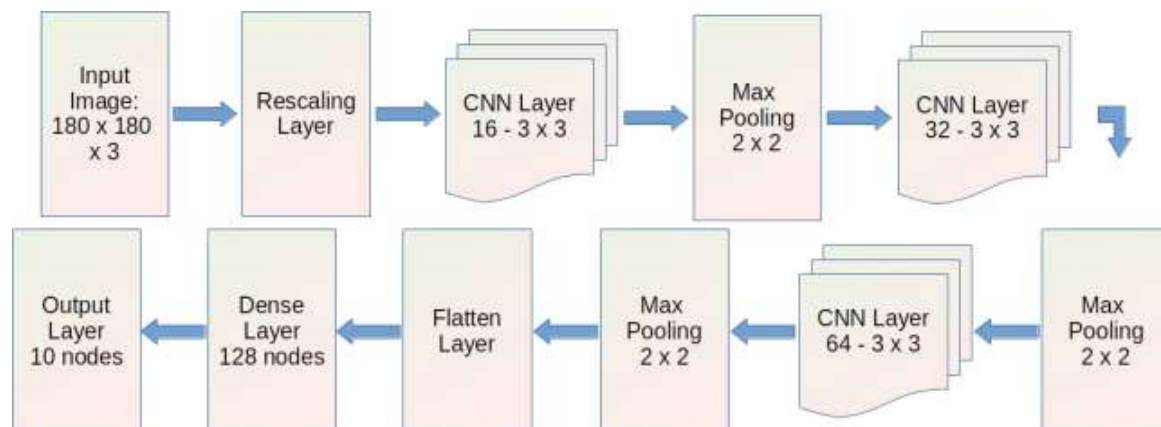 Input
Image:
180 x 180
x 3
Rescaling
Layer
CNN Layer
16 - 3 x 3
Max
Pooling
2 x 2
CNN Layer
32 - 3 x 3
Max
Pooling
2 x 2
CNN Layer
64 - 3 x 3
Max
Pooling
2 x 2
Flatten
Layer
Dense
Layer
128 nodes
Output
Layer
10 nodes